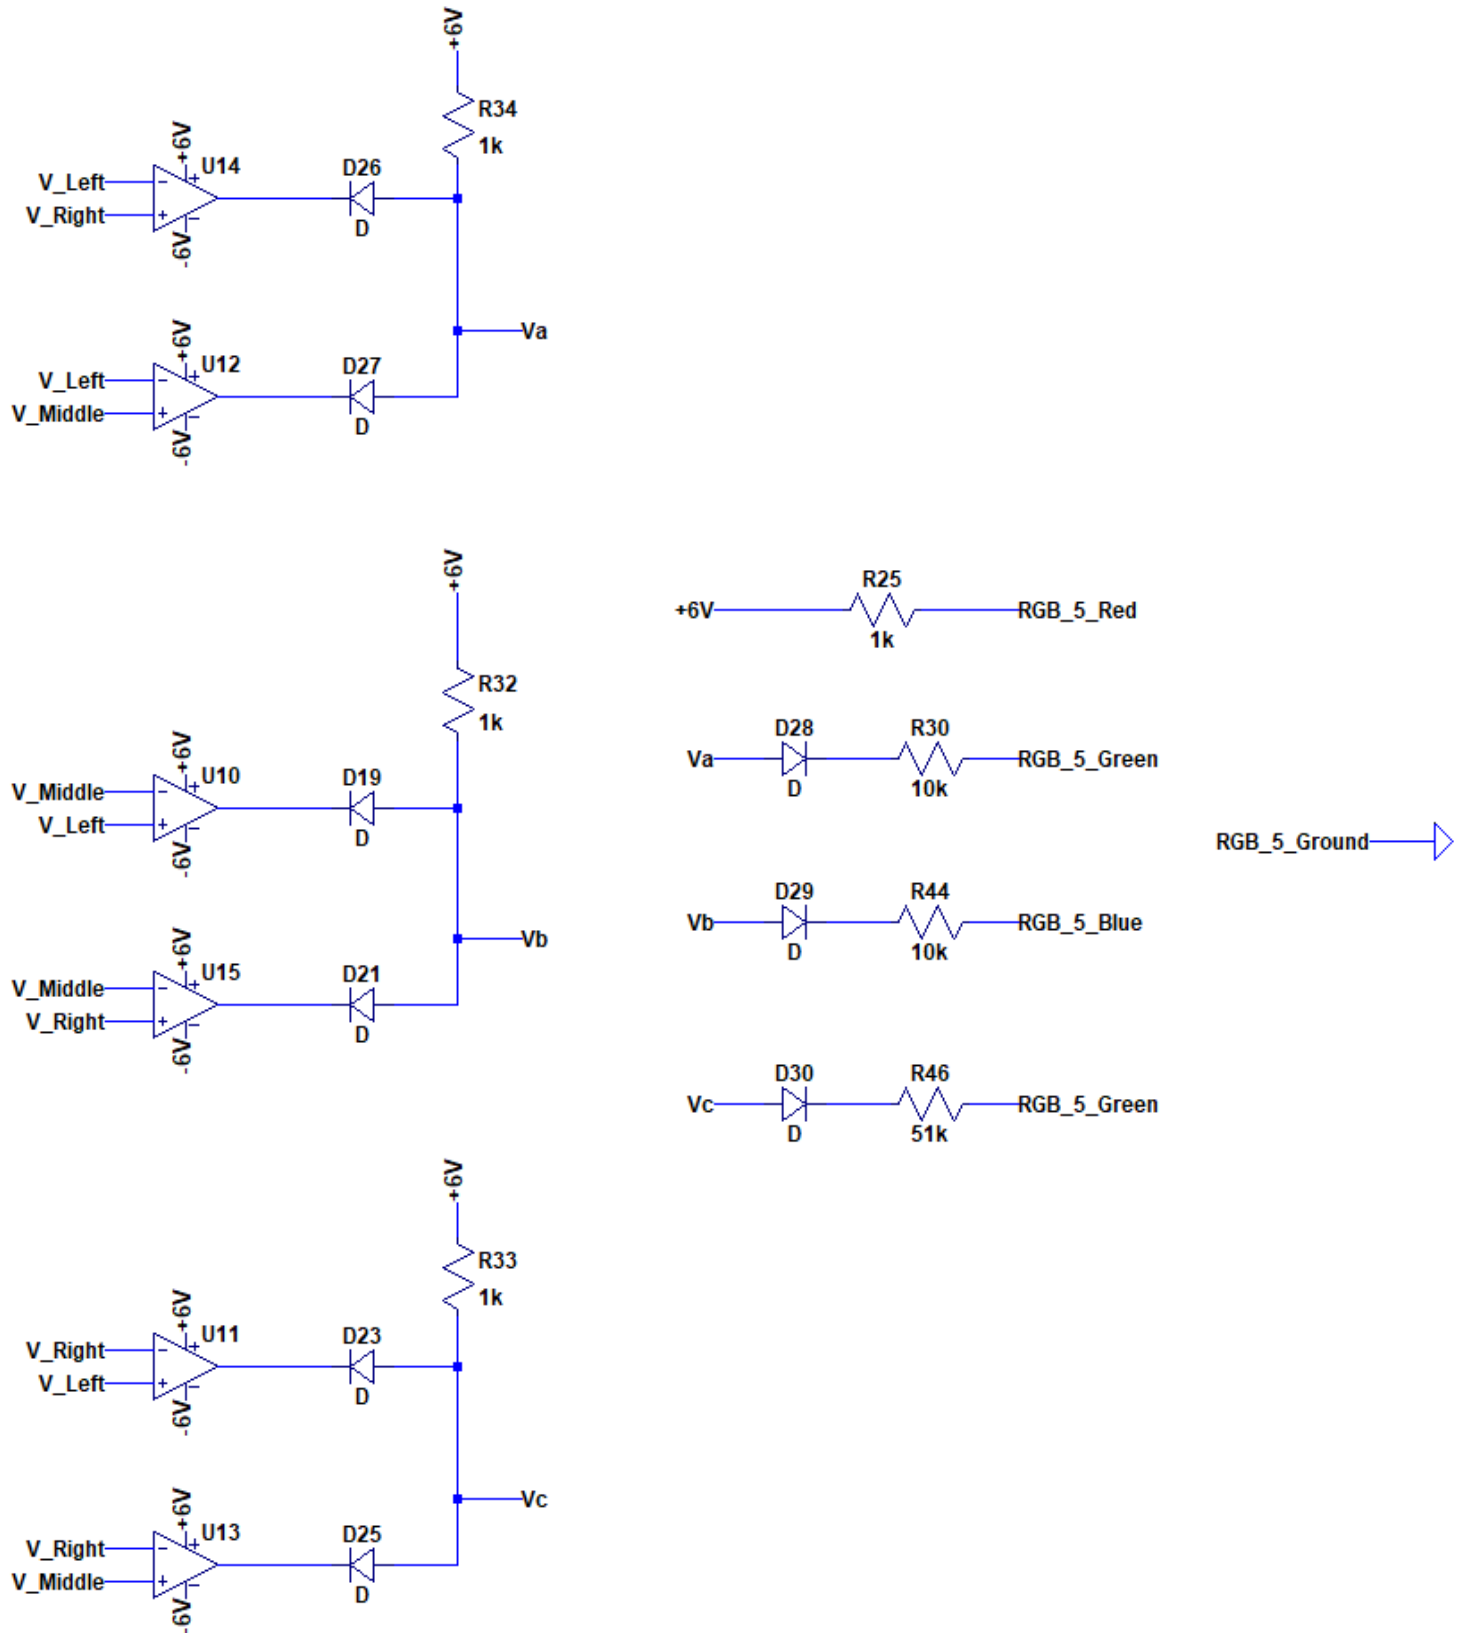 +6V
R34
1k
+6V
U14
D26
V_Left
V_Right
D
-6V
Va
+6V
U12
D27
V_Left
V_Middle
D
-6V
+6V
R32
1k
+6V
U10
D19
V_Middle
V_Left
D
-6V
Vb
+6V
U15
D21
V_Middle
V_Right
D
-6V
R25
+6V
RGB_5_Red
1k
D28
R30
Va
RGB_5_Green
D
10k
RGB_5_Ground
D29
R44
Vb
RGB_5_Blue
D
10k
D30
R46
Vc
RGB_5_Green
D
51k
+6V
R33
1k
+6V
U11
D23
V_Right
V_Left
D
-6V
Vc
+6V
U13
D25
V_Right
V_Middle
D
-6V